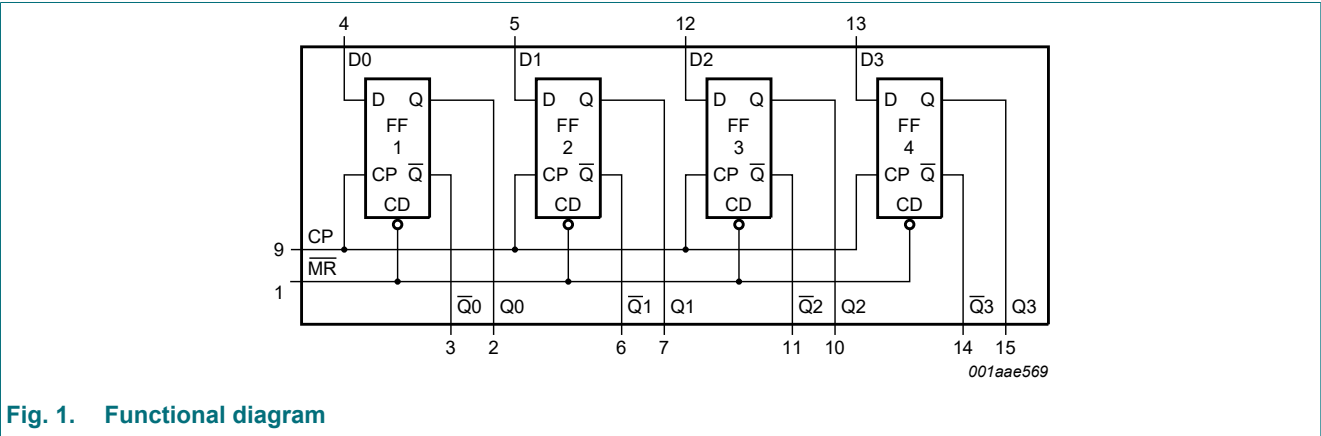 4 5 12 13
D0 D1 D2 D3
D Q D Q D Q D Q
FF FF FF FF
1 2 3 4
CP Q̅ CP Q̅ CP Q̅ CP Q̅
CD CD CD CD
9 CP
1 M̅R̅
Q̅0 Q0 Q̅1 Q1 Q̅2 Q2 Q̅3 Q3
3 2 6 7 11 10 14 15
001aae569
Fig. 1. Functional diagram